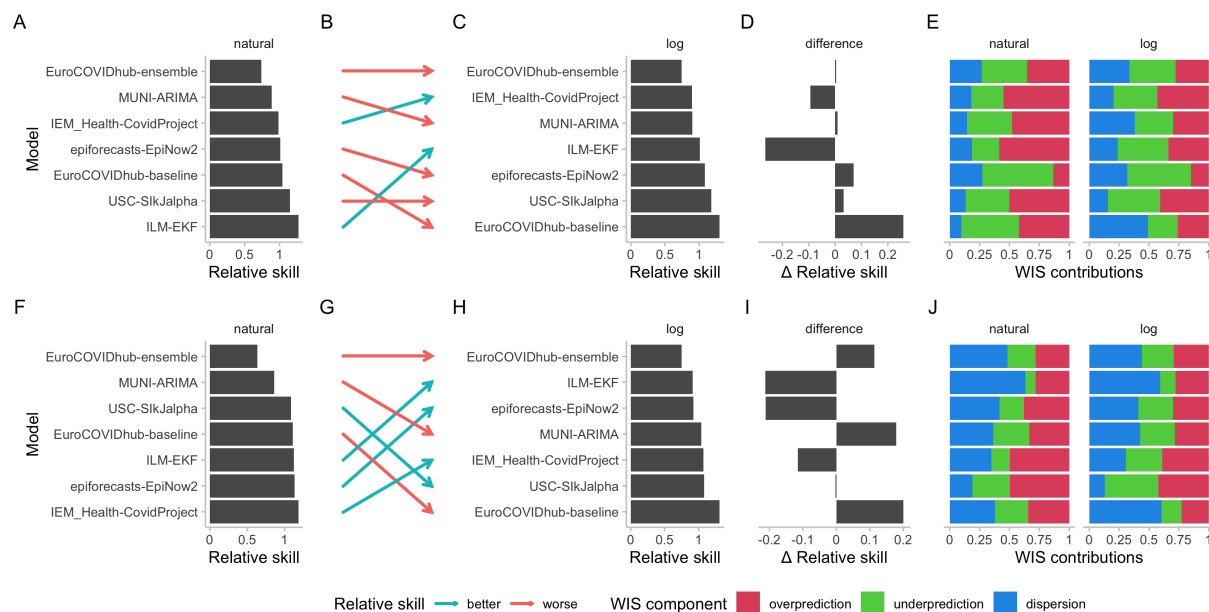 A
B
C
D
E
natural
log
difference
natural
log
Model
EuroCOVIDhub-ensemble
MUNI-ARIMA
IEM_Health-CovidProject
epiforecasts-EpiNow2
EuroCOVIDhub-baseline
USC-SIkJalpha
ILM-EKF
EuroCOVIDhub-ensemble
IEM_Health-CovidProject
MUNI-ARIMA
ILM-EKF
epiforecasts-EpiNow2
USC-SIkJalpha
EuroCOVIDhub-baseline
0 0.5 1
0 0.5 1
-0.2 -0.1 0 0.1 0.2
0 0.25 0.5 0.75 1
0 0.25 0.5 0.75 1
Relative skill
Relative skill
Δ Relative skill
WIS contributions
F
G
H
I
J
natural
log
difference
natural
log
Model
EuroCOVIDhub-ensemble
MUNI-ARIMA
USC-SIkJalpha
EuroCOVIDhub-baseline
ILM-EKF
epiforecasts-EpiNow2
IEM_Health-CovidProject
EuroCOVIDhub-ensemble
ILM-EKF
epiforecasts-EpiNow2
MUNI-ARIMA
IEM_Health-CovidProject
USC-SIkJalpha
EuroCOVIDhub-baseline
0 0.5 1
0 0.5 1
-0.2 -0.1 0 0.1 0.2
0 0.25 0.5 0.75 1
0 0.25 0.5 0.75 1
Relative skill
Relative skill
Δ Relative skill
WIS contributions
Relative skill better worse
WIS component overprediction underprediction dispersion